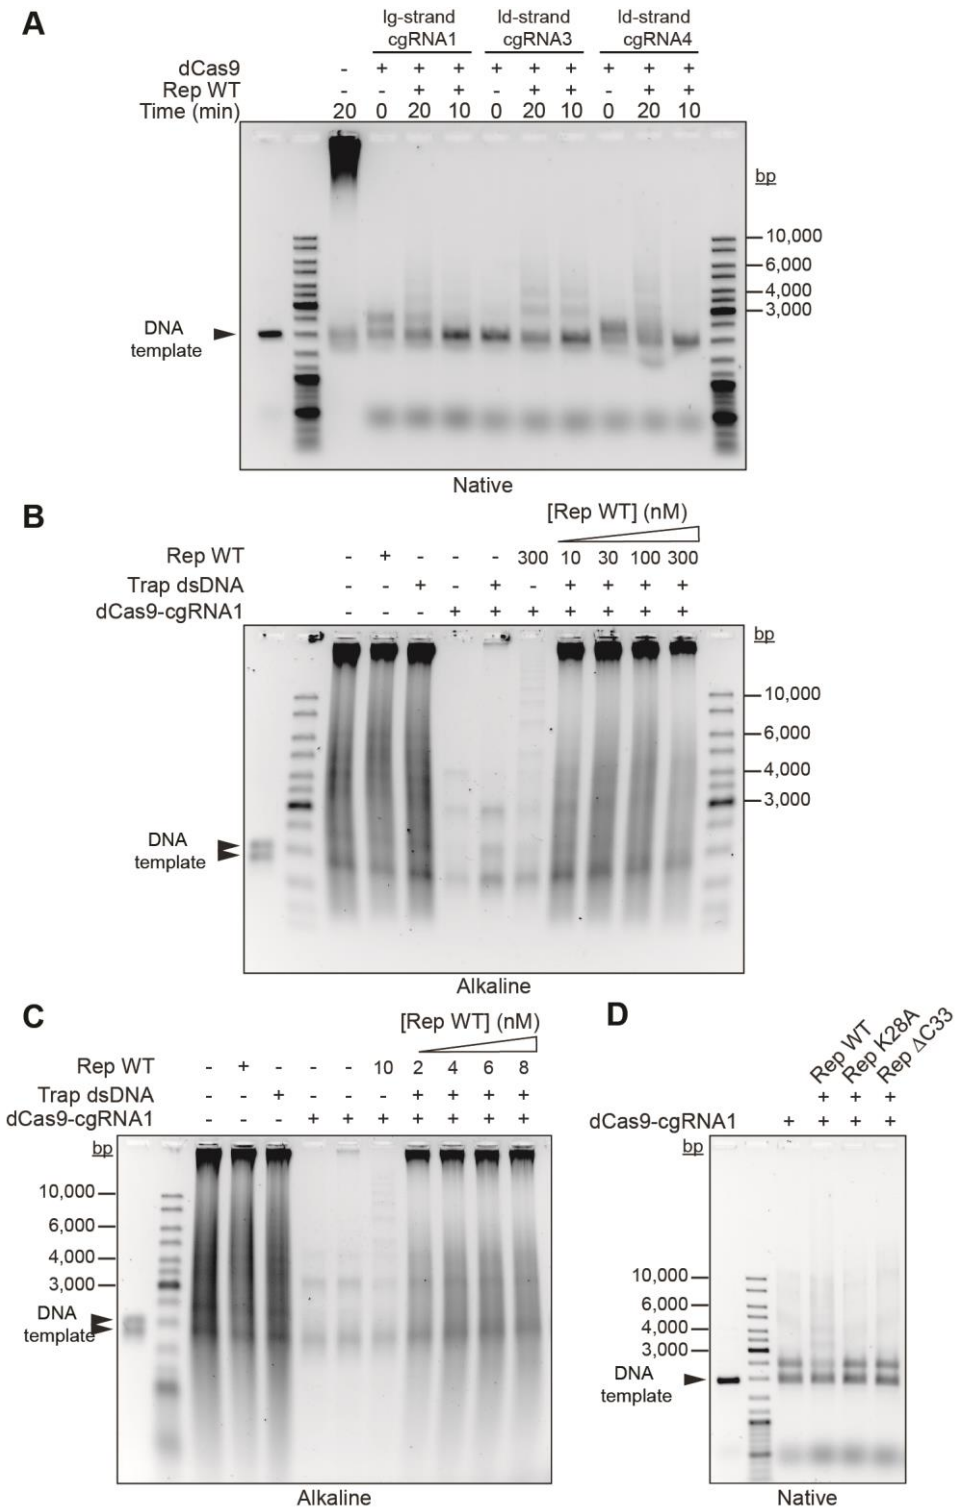 A
lg-strand cgRNA1
ld-strand cgRNA3
ld-strand cgRNA4
dCas9 - + + + + + + + + +
Rep WT - + + - + + - + +
Time (min) 20 0 20 10 0 20 10 0 20 10
bp
10,000
6,000
4,000
3,000
DNA
template
Native
B
[Rep WT] (nM)
Rep WT - + - - - 300 10 30 100 300
Trap dsDNA - - + - + - + + + +
dCas9-cgRNA1 - - - + + + + + + +
bp
10,000
6,000
4,000
3,000
DNA
template
Alkaline
C
[Rep WT] (nM)
Rep WT - + - - - 10 2 4 6 8
Trap dsDNA - - + - - - + + + +
dCas9-cgRNA1 - - - + + + + + + +
bp
10,000
6,000
4,000
3,000
DNA
template
Alkaline
D
Rep WT
Rep K28A
Rep ΔC33
+ + +
dCas9-cgRNA1 + + + +
bp
10,000
6,000
4,000
3,000
DNA
template
Native